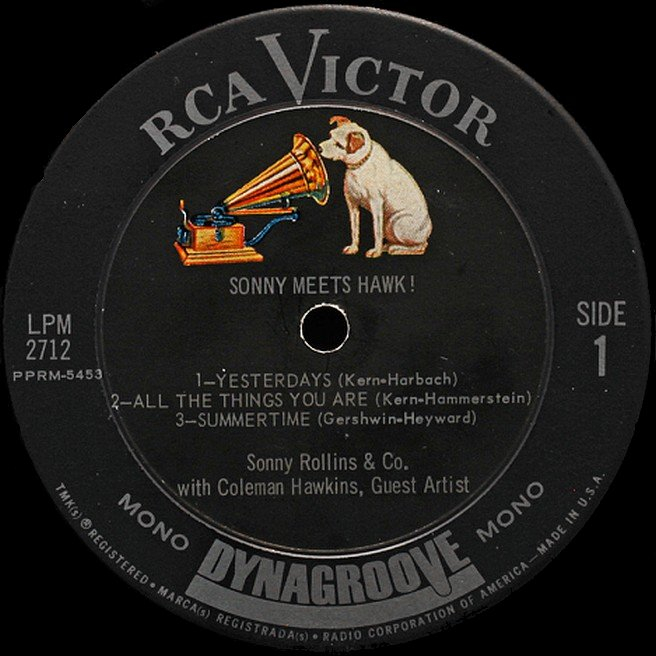 RCA VICTOR
SONNY MEETS HAWK!
LPM
2712
PPRM-5453
SIDE
1
1—YESTERDAYS (Kern-Harbach)
2—ALL THE THINGS YOU ARE (Kern-Hammerstein)
3—SUMMERTIME (Gershwin-Heyward)
Sonny Rollins & Co.
with Coleman Hawkins, Guest Artist
MONO DYNAGROOVE MONO
TMK(s) ® REGISTERED • MARCA(s) REGISTRADA(s) • RADIO CORPORATION OF AMERICA—MADE IN U.S.A.